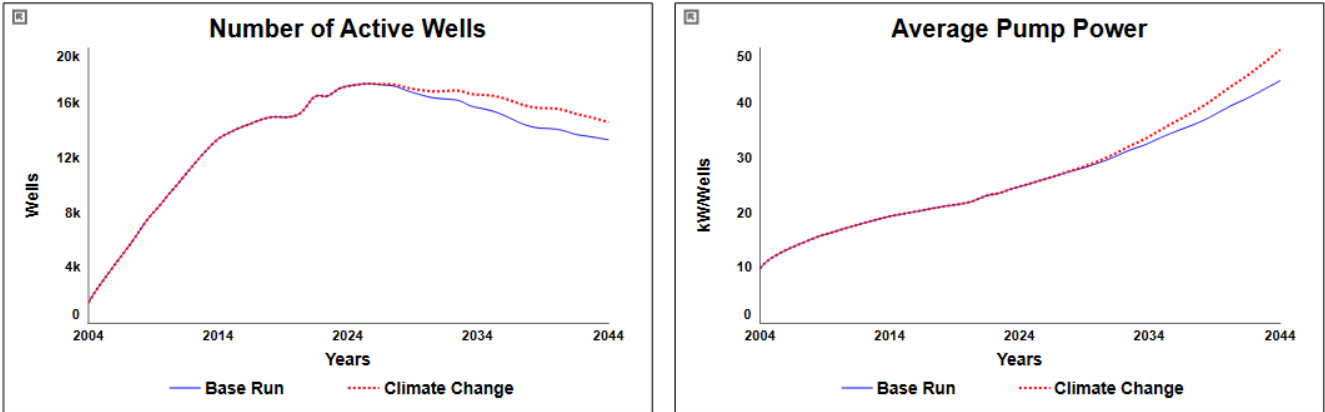 Number of Active Wells
20k
16k
12k
8k
4k
0
Wells
2004
2014
2024
2034
2044
Years
Base Run
Climate Change
Average Pump Power
50
40
30
20
10
0
kW/Wells
2004
2014
2024
2034
2044
Years
Base Run
Climate Change